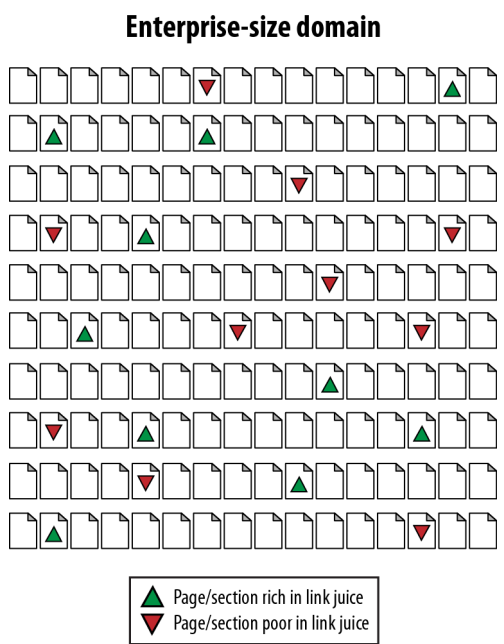 Enterprise-size domain
Page/section rich in link juice
Page/section poor in link juice